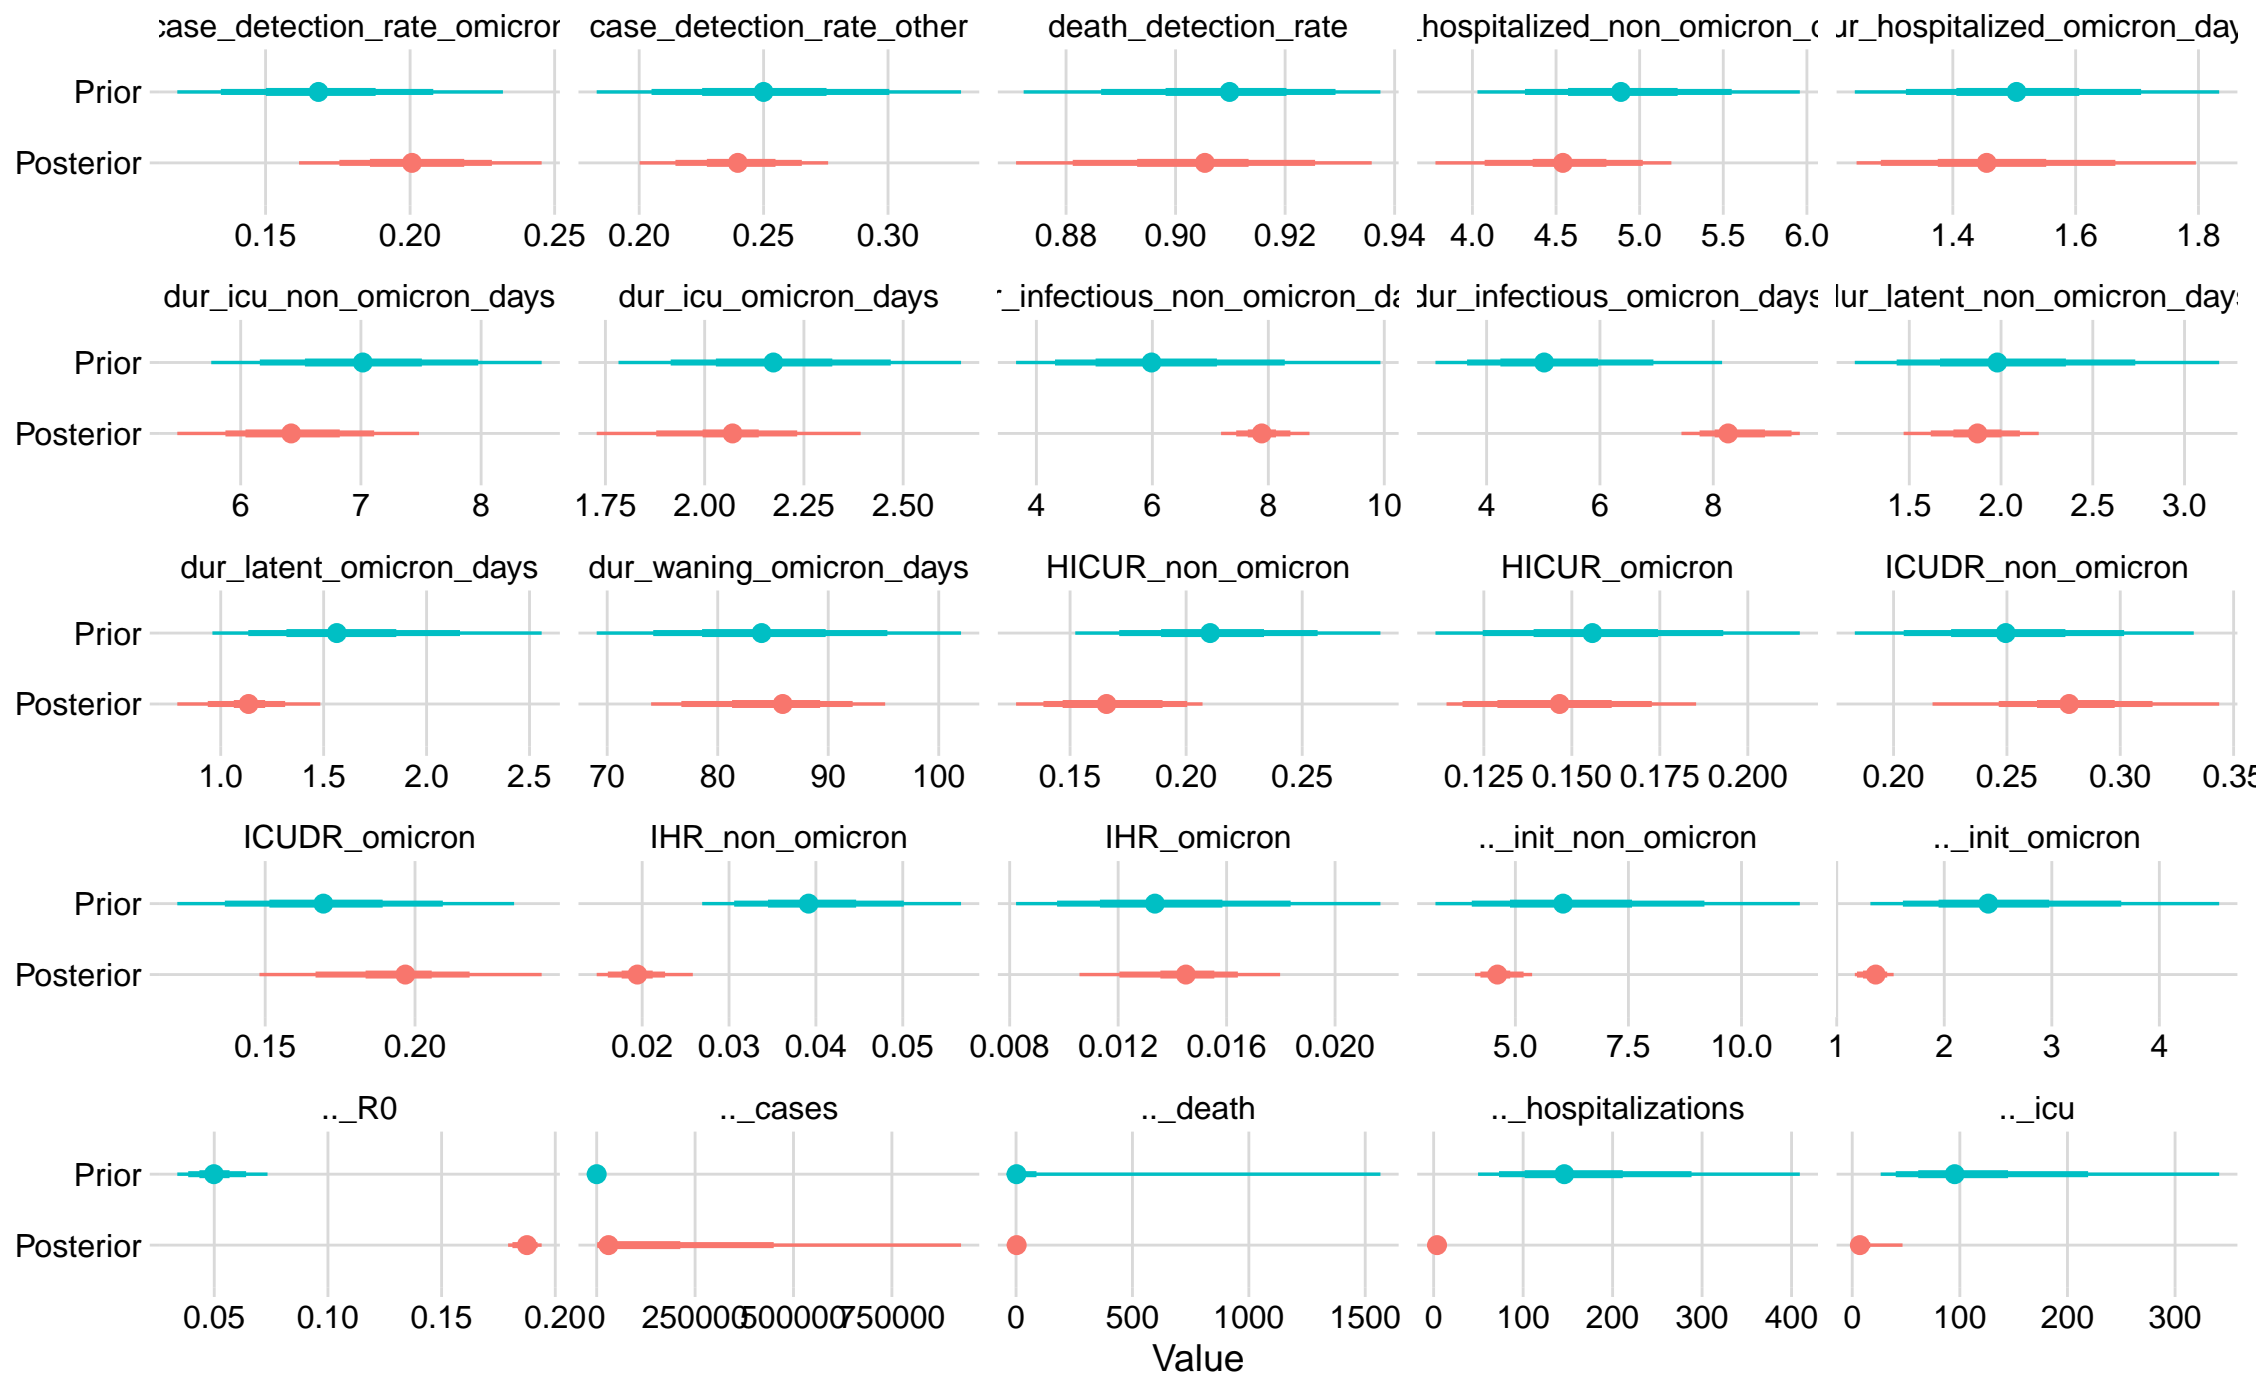 case_detection_rate_omicron case_detection_rate_other death_detection_rate _hospitalized_non_omicron_d ur_hospitalized_omicron_day
Prior
Posterior
0.15 0.20 0.25 0.20 0.25 0.30 0.88 0.90 0.92 0.94 4.0 4.5 5.0 5.5 6.0 1.4 1.6 1.8
dur_icu_non_omicron_days dur_icu_omicron_days r_infectious_non_omicron_da dur_infectious_omicron_days dur_latent_non_omicron_days
Prior
Posterior
6 7 8 1.75 2.00 2.25 2.50 4 6 8 10 4 6 8 1.5 2.0 2.5 3.0
dur_latent_omicron_days dur_waning_omicron_days HICUR_non_omicron HICUR_omicron ICUDR_non_omicron
Prior
Posterior
1.0 1.5 2.0 2.5 70 80 90 100 0.15 0.20 0.25 0.125 0.150 0.175 0.200 0.20 0.25 0.30 0.35
ICUDR_omicron IHR_non_omicron IHR_omicron .._init_non_omicron .._init_omicron
Prior
Posterior
0.15 0.20 0.02 0.03 0.04 0.05 0.008 0.012 0.016 0.020 5.0 7.5 10.0 1 2 3 4
.._R0 .._cases .._death .._hospitalizations .._icu
Prior
Posterior
0.05 0.10 0.15 0.20 0 250000 500000 750000 0 500 1000 1500 0 100 200 300 400 0 100 200 300
Value